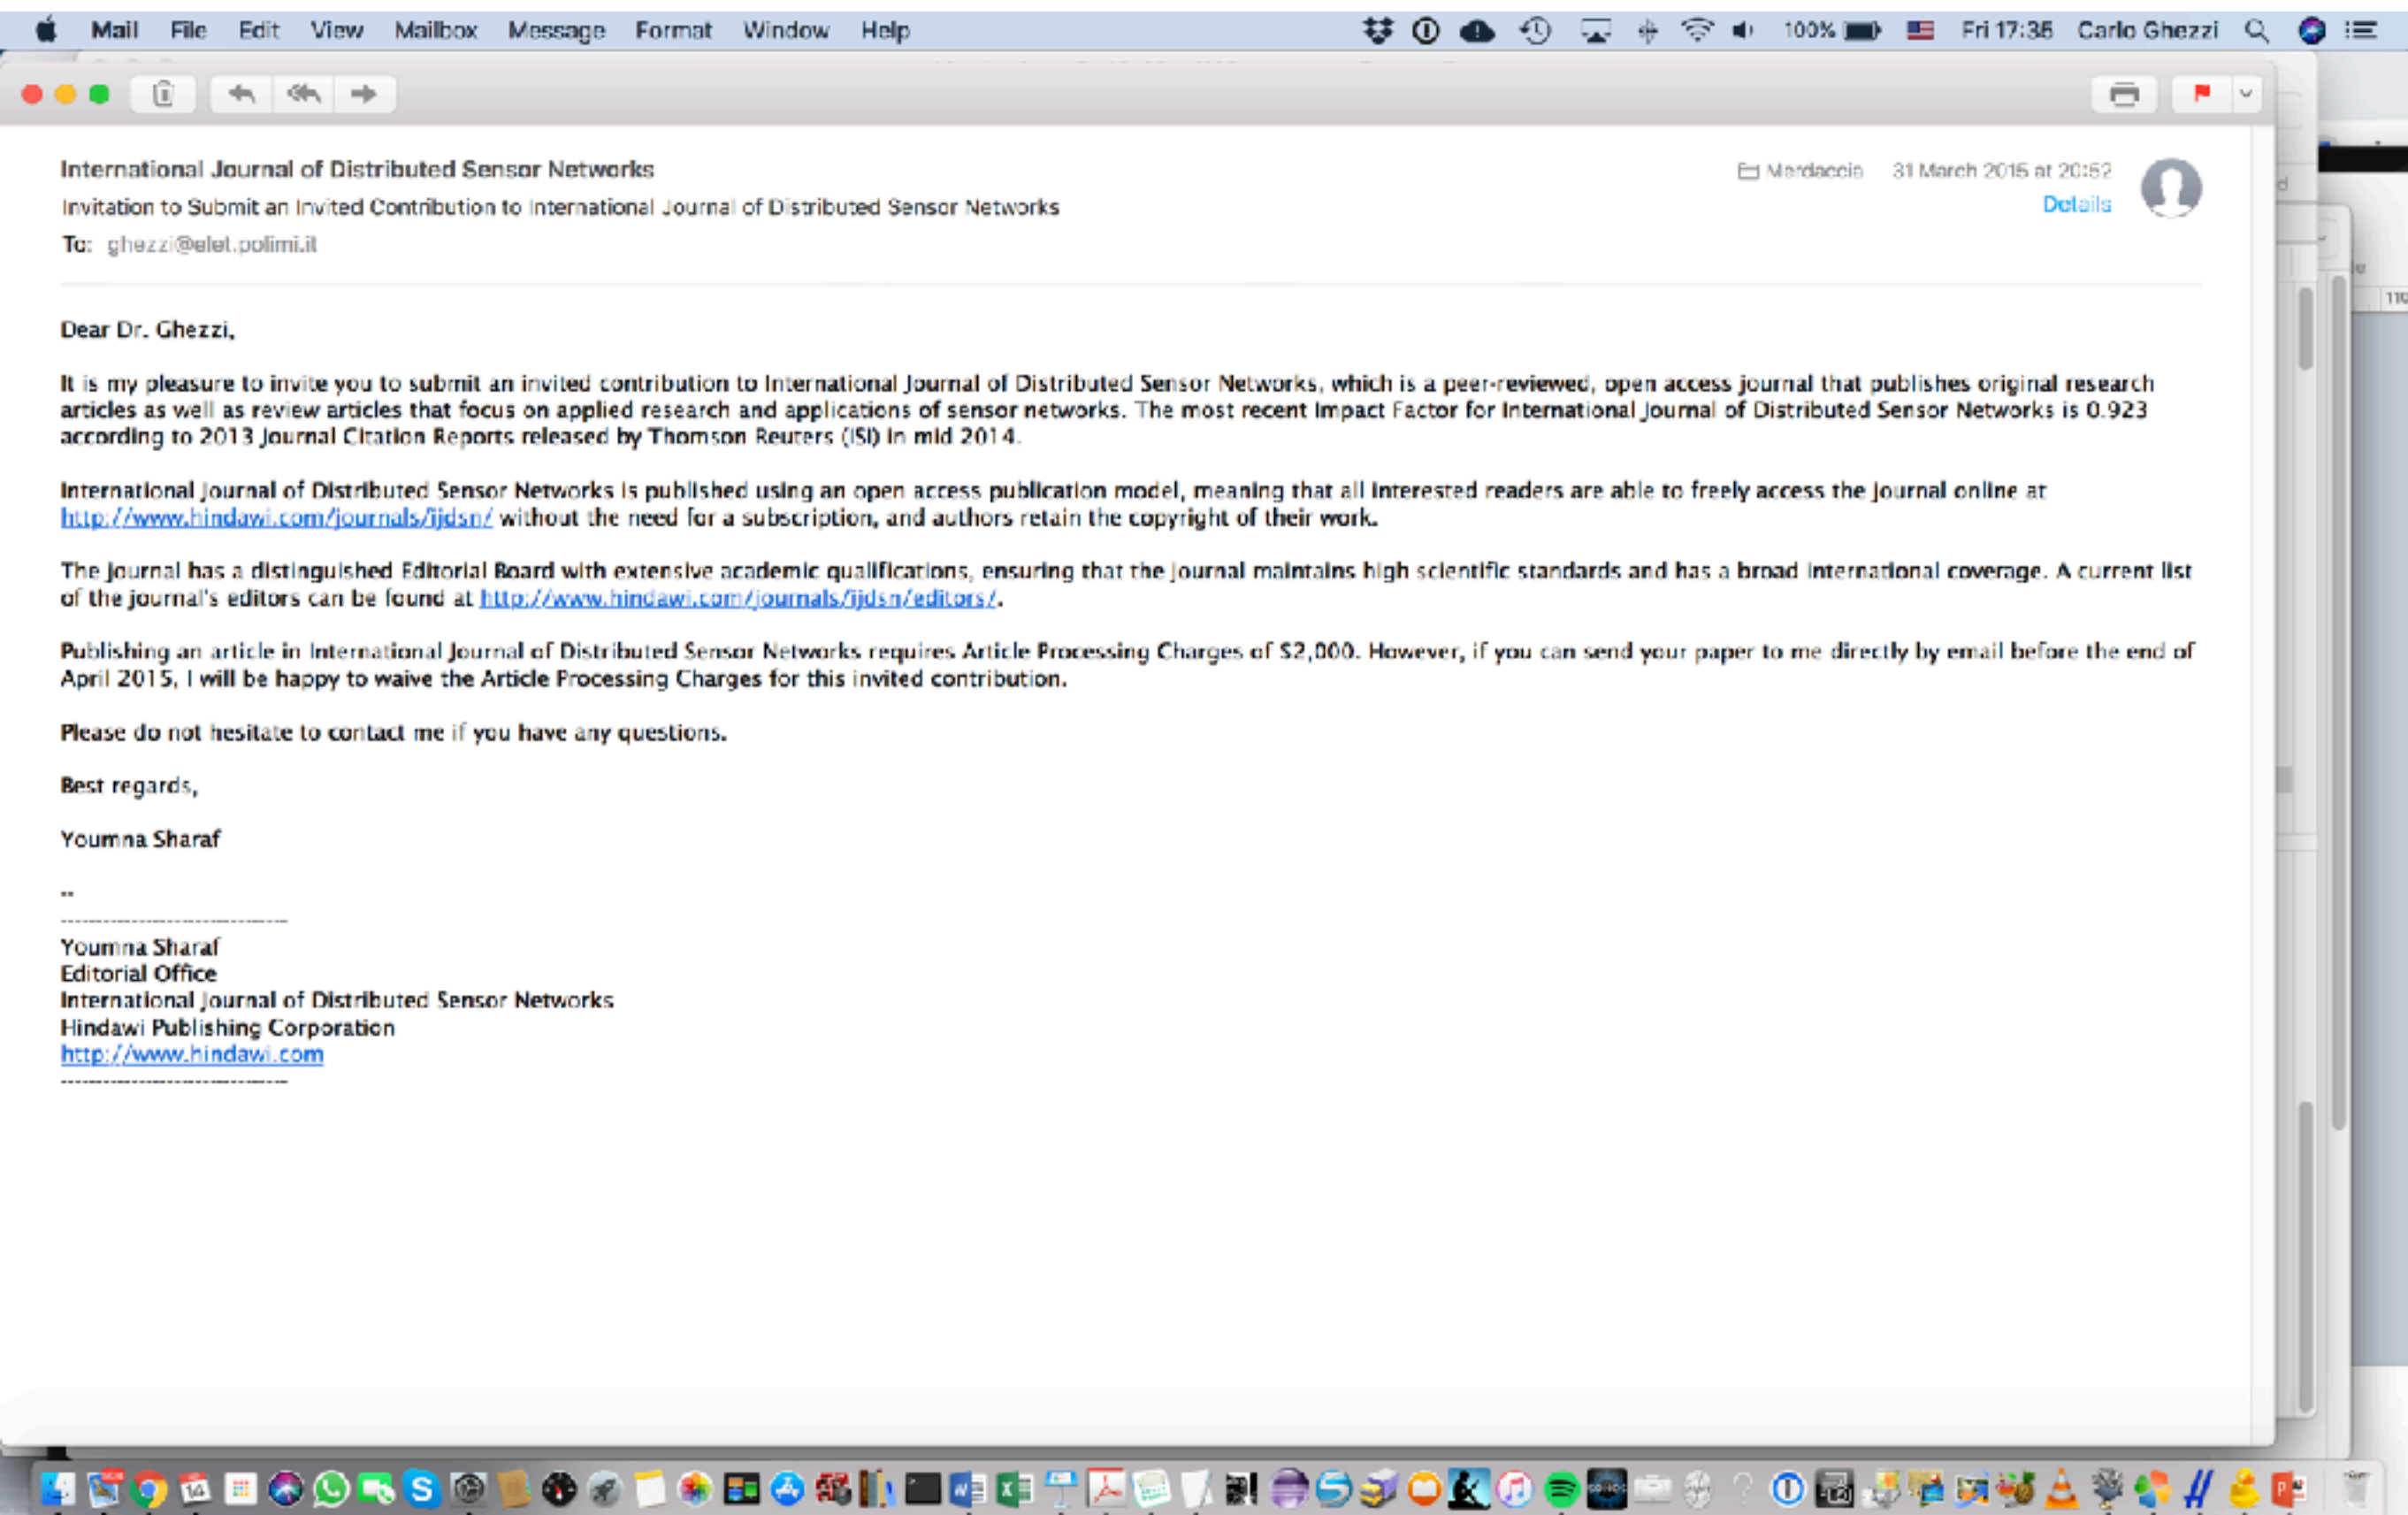 Mail File Edit View Mailbox Message Format Window Help 100% Fri 17:35 Carlo Ghezzi
International Journal of Distributed Sensor Networks
Merdaccia 31 March 2015 at 20:52
Invitation to Submit an Invited Contribution to International Journal of Distributed Sensor Networks
Details
To: ghezzi@elet.polimi.it
Dear Dr. Ghezzi,
It is my pleasure to invite you to submit an invited contribution to International Journal of Distributed Sensor Networks, which is a peer-reviewed, open access journal that publishes original research
articles as well as review articles that focus on applied research and applications of sensor networks. The most recent Impact Factor for International Journal of Distributed Sensor Networks is 0.923
according to 2013 Journal Citation Reports released by Thomson Reuters (ISI) in mid 2014.
International Journal of Distributed Sensor Networks is published using an open access publication model, meaning that all interested readers are able to freely access the journal online at
http://www.hindawi.com/journals/ijdsn/ without the need for a subscription, and authors retain the copyright of their work.
The journal has a distinguished Editorial Board with extensive academic qualifications, ensuring that the journal maintains high scientific standards and has a broad international coverage. A current list
of the journal's editors can be found at http://www.hindawi.com/journals/ijdsn/editors/.
Publishing an article in International Journal of Distributed Sensor Networks requires Article Processing Charges of $2,000. However, if you can send your paper to me directly by email before the end of
April 2015, I will be happy to waive the Article Processing Charges for this invited contribution.
Please do not hesitate to contact me if you have any questions.
Best regards,
Youmna Sharaf
--
--------------------------------
Youmna Sharaf
Editorial Office
International Journal of Distributed Sensor Networks
Hindawi Publishing Corporation
http://www.hindawi.com
--------------------------------